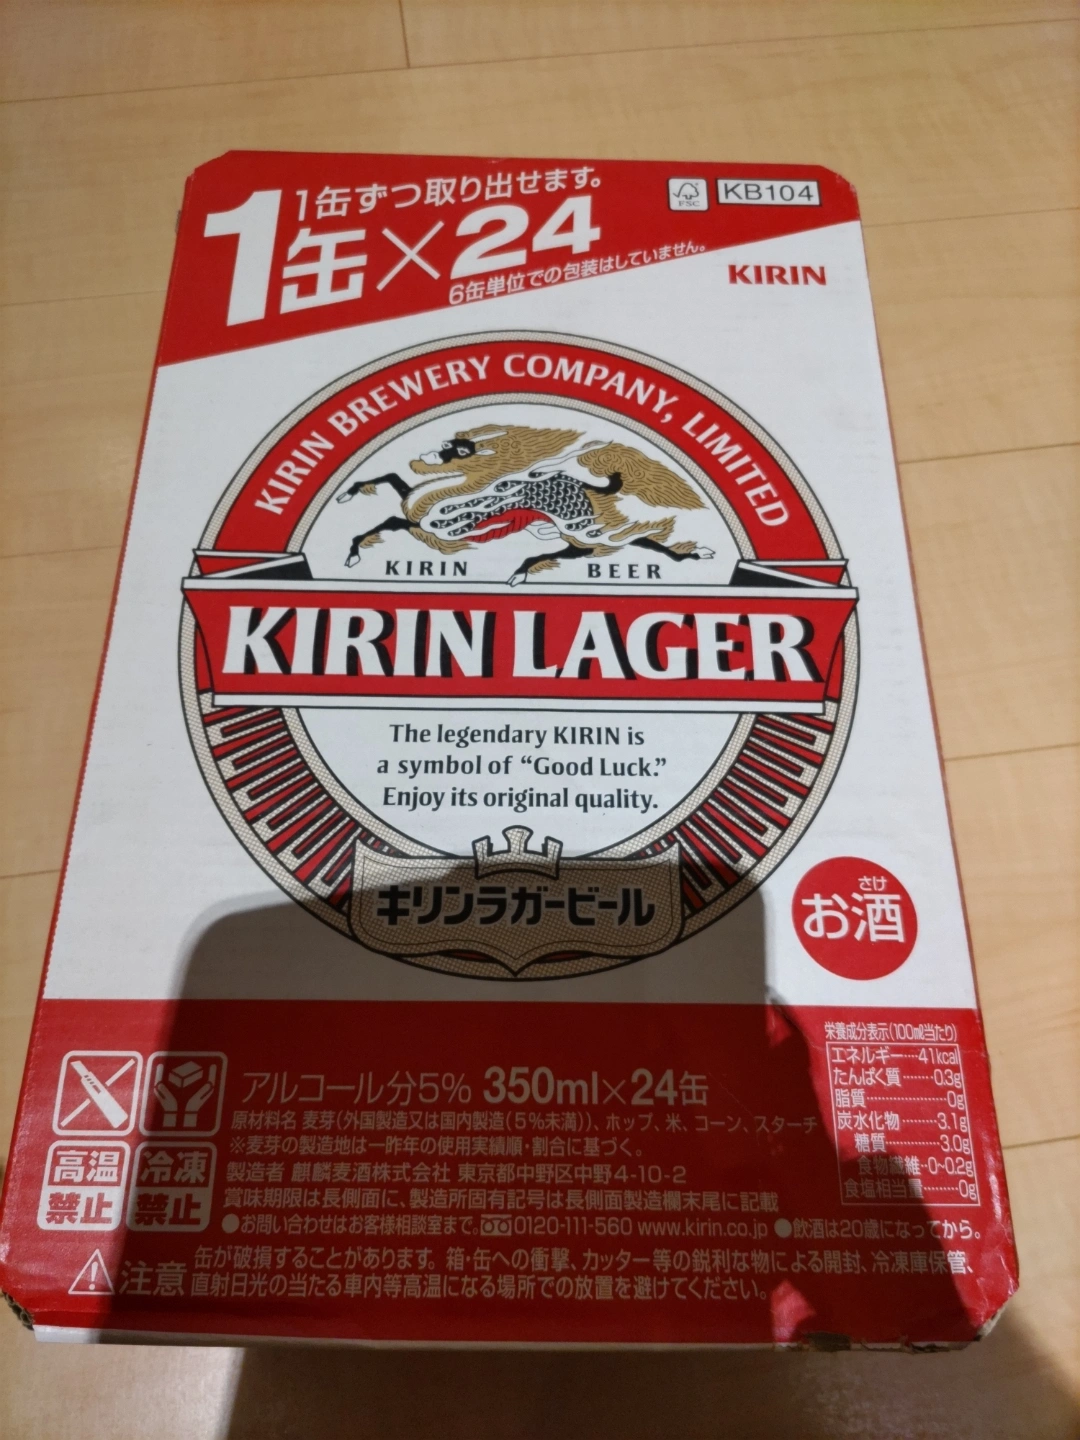 1缶ずつ取り出せます。
1缶×24
6缶単位での包装はしていません。
FSC
KB104
KIRIN
KIRIN BREWERY COMPANY, LIMITED
KIRIN BEER
KIRIN LAGER
The legendary KIRIN is
a symbol of “Good Luck.”
Enjoy its original quality.
キリンラガービール
さけ
お酒
栄養成分表示(100ml当たり)
エネルギー…41kcal
たんぱく質……0.3g
脂質…………0g
炭水化物……3.1g
糖質…………3.0g
食物繊維…0~0.2g
食塩相当量………0g
アルコール分5% 350ml×24缶
原材料名 麦芽(外国製造又は国内製造(5%未満))、ホップ、米、コーン、スターチ
※麦芽の製造地は一昨年の使用実績順・割合に基づく。
製造者 麒麟麦酒株式会社 東京都中野区中野4-10-2
賞味期限は長側面に、製造所固有記号は長側面製造欄末尾に記載
●お問い合わせはお客様相談室まで。0120-111-560 www.kirin.co.jp ●飲酒は20歳になってから。
高温
禁止
冷凍
禁止
注意
缶が破損することがあります。箱・缶への衝撃、カッター等の鋭利な物による開封、冷凍庫保管、
直射日光の当たる車内等高温になる場所での放置を避けてください。